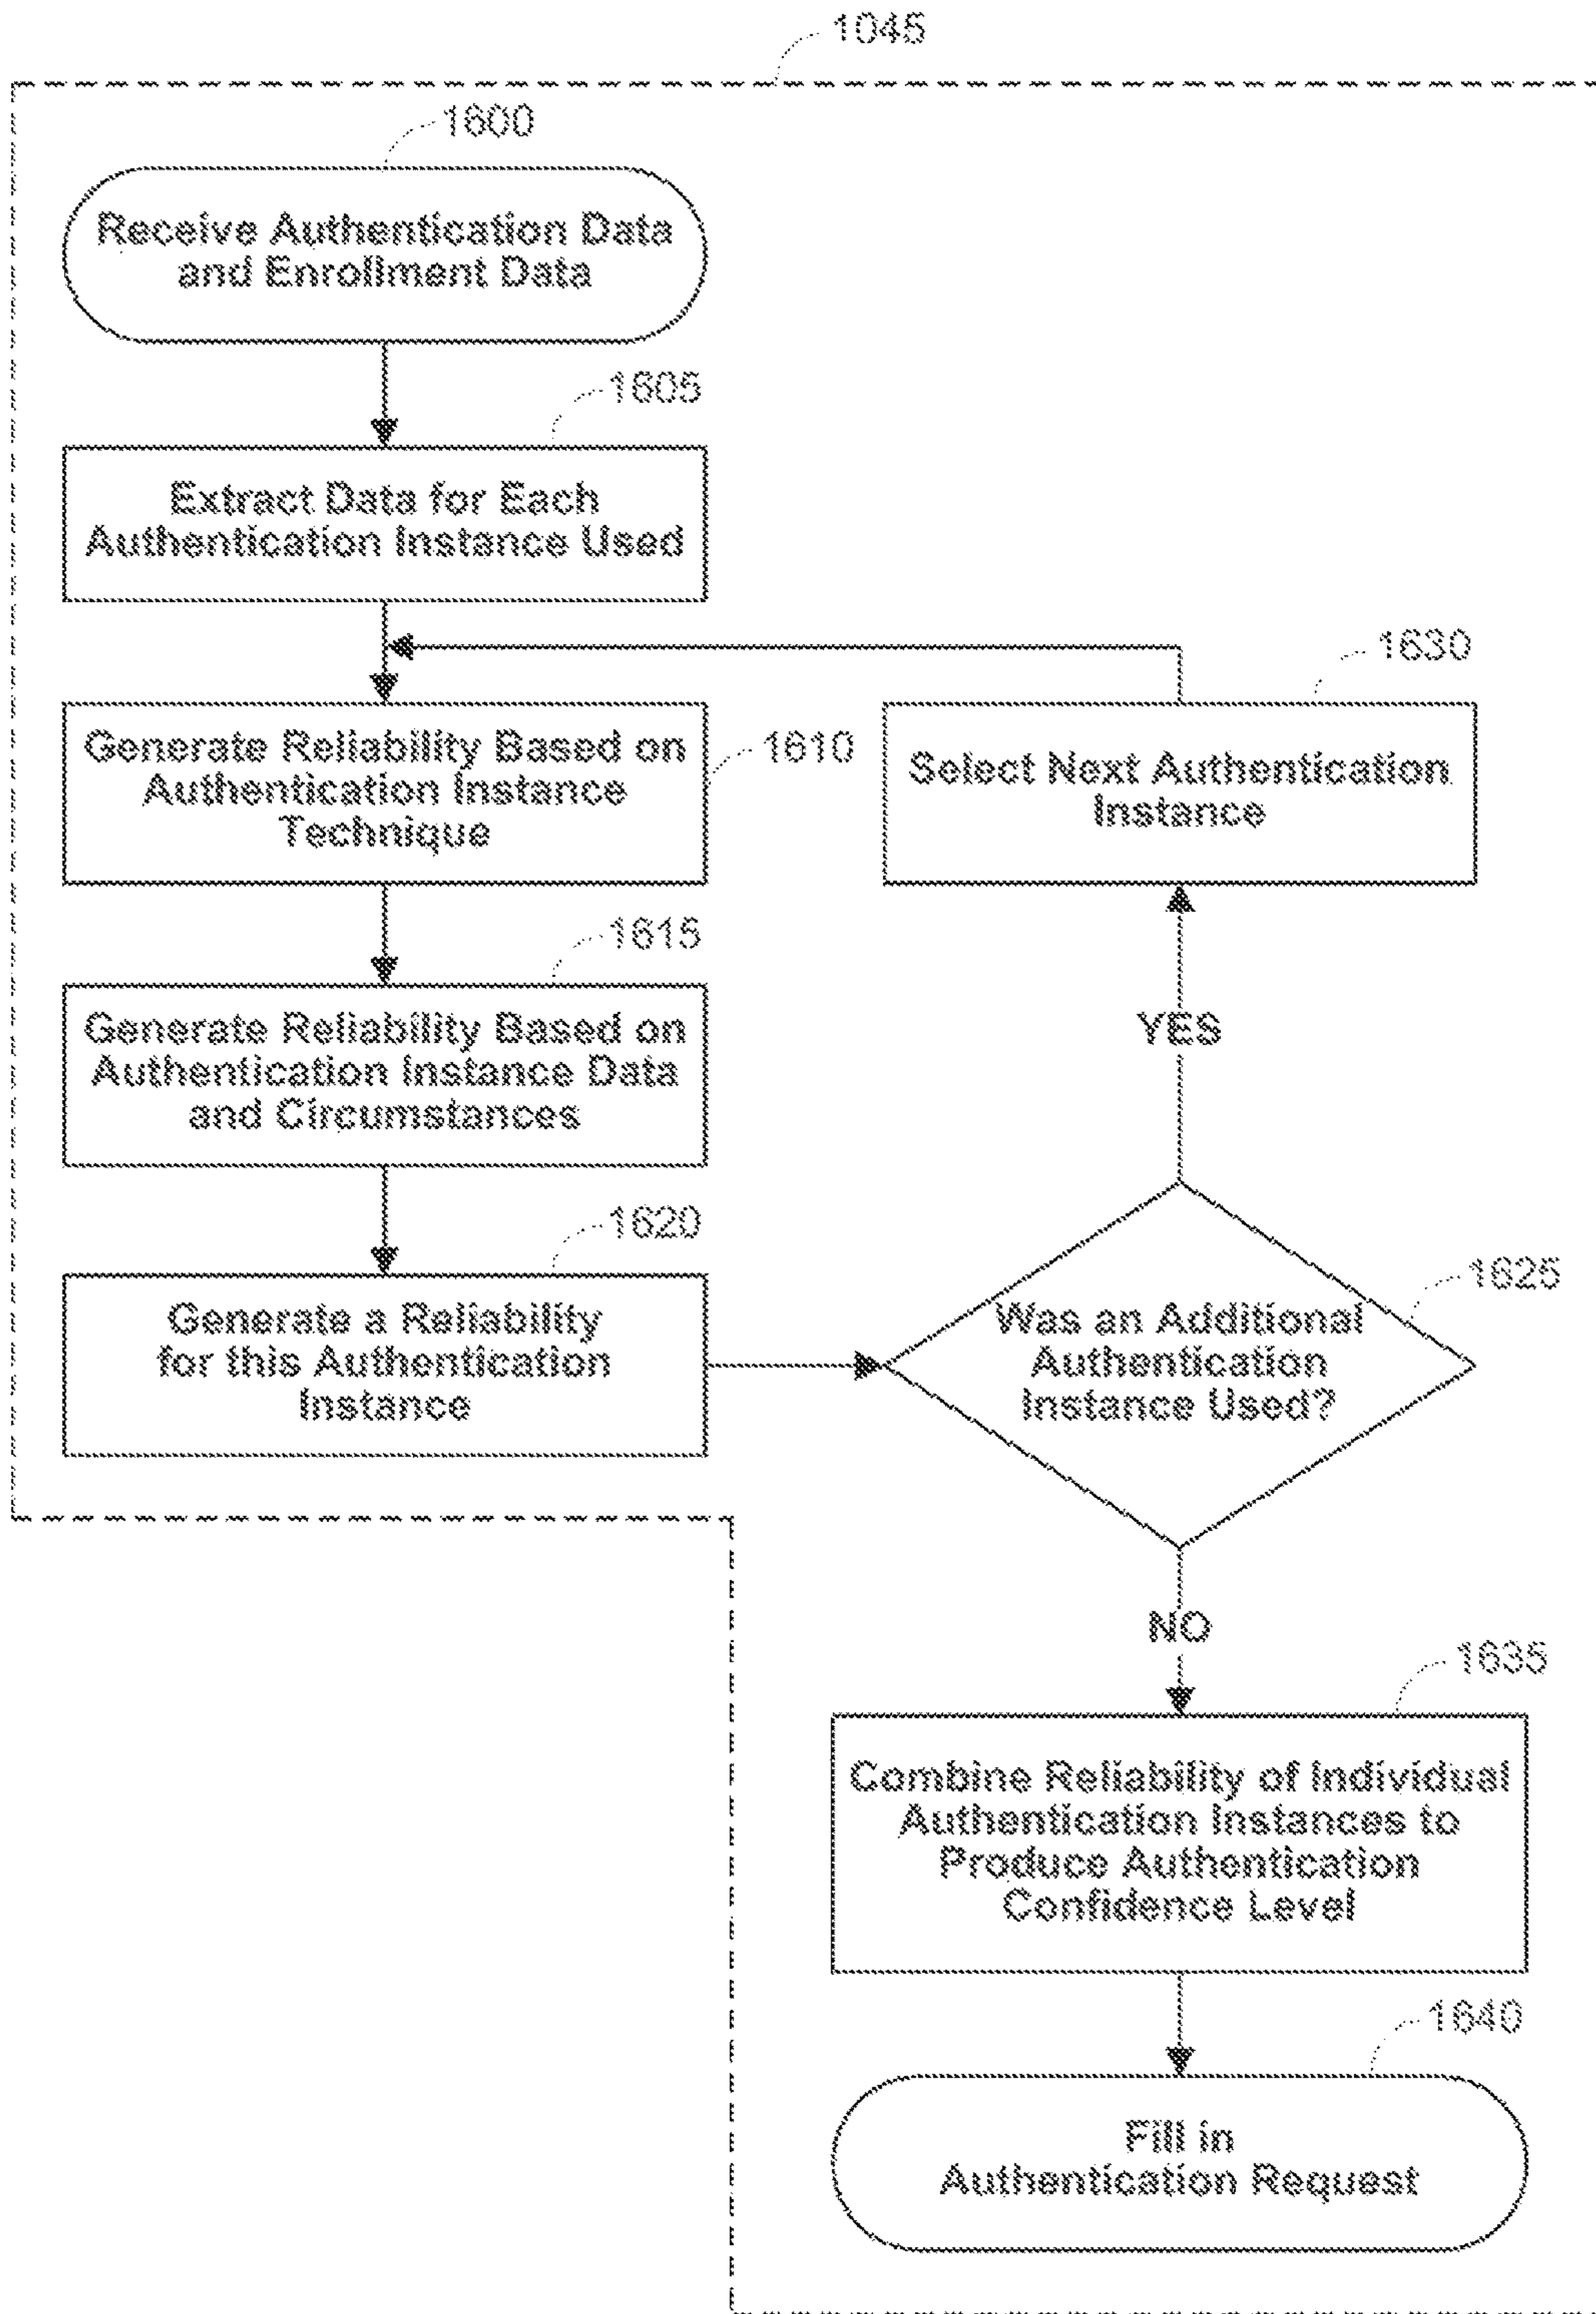 1045
1600
Receive Authentication Data
and Enrollment Data
1605
Extract Data for Each
Authentication Instance Used
1630
Generate Reliability Based on
Authentication Instance
Technique
1610
Select Next Authentication
Instance
1615
Generate Reliability Based on
Authentication Instance Data
and Circumstances
YES
1620
Generate a Reliability
for this Authentication
Instance
1625
Was an Additional
Authentication
Instance Used?
NO
1635
Combine Reliability of Individual
Authentication Instances to
Produce Authentication
Confidence Level
1640
Fill in
Authentication Request